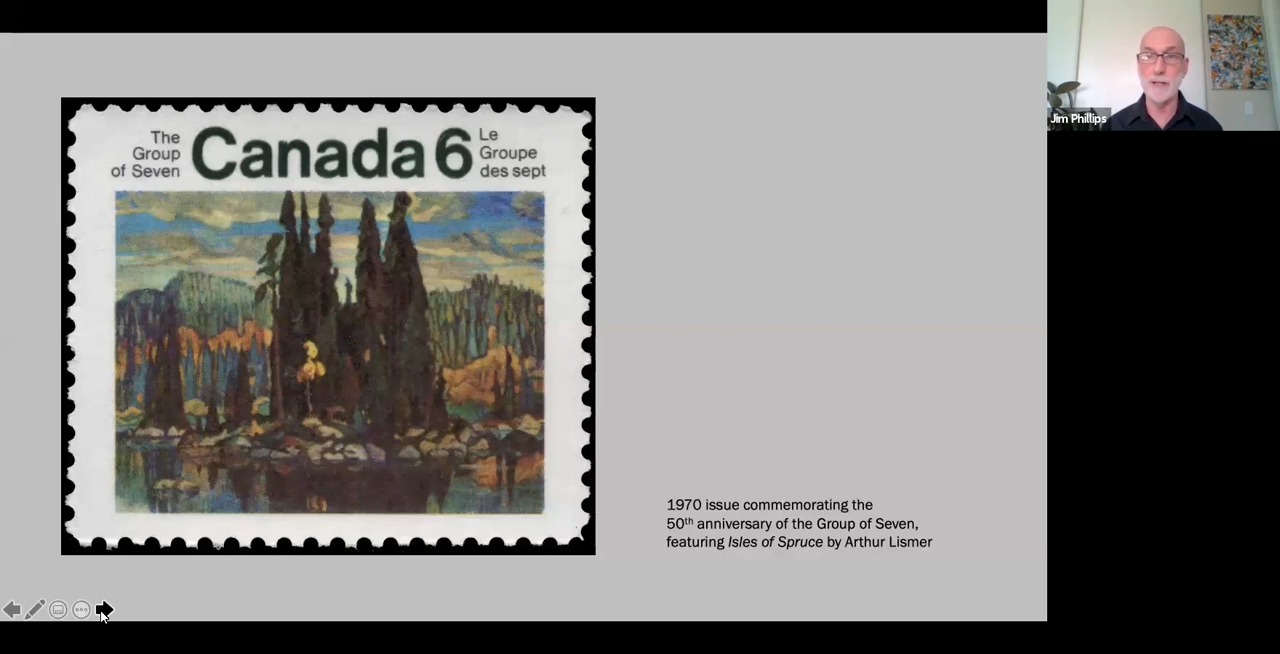 The
Group
of Seven
Canada 6
Le
Groupe
des sept
1970 issue commemorating the
50th anniversary of the Group of Seven,
featuring Isles of Spruce by Arthur Lismer
Jim Phillips